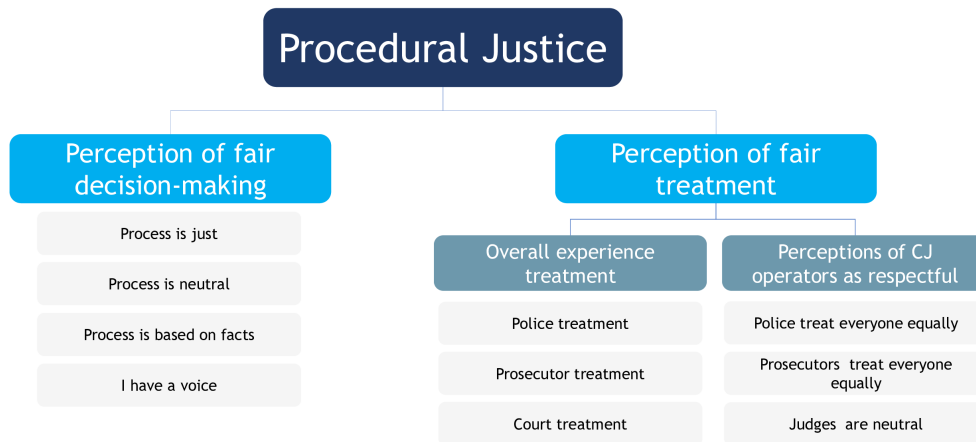 Procedural Justice
Perception of fair
decision-making
Process is just
Process is neutral
Process is based on facts
I have a voice
Perception of fair
treatment
Overall experience
treatment
Police treatment
Prosecutor treatment
Court treatment
Perceptions of CJ
operators as respectful
Police treat everyone equally
Prosecutors  treat everyone
equally
Judges  are neutral